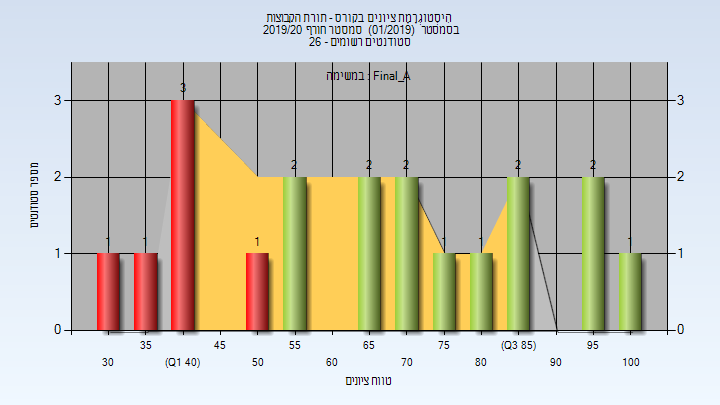 היסטוגרמת ציונים בקורס - תורת הקבוצות
בסמסטר (01/2019) סמסטר חורף 2019/20
סטודנטים רשומים - 26
במשימה : Final_A
מספר סטודנטים
3 3
2 2
1 1
0 0
1 1 3 1 2 2 2 1 1 2 2 1
35 45 55 65 75 (Q3 85) 95
30 (Q1 40) 50 60 70 80 90 100
טווח ציונים